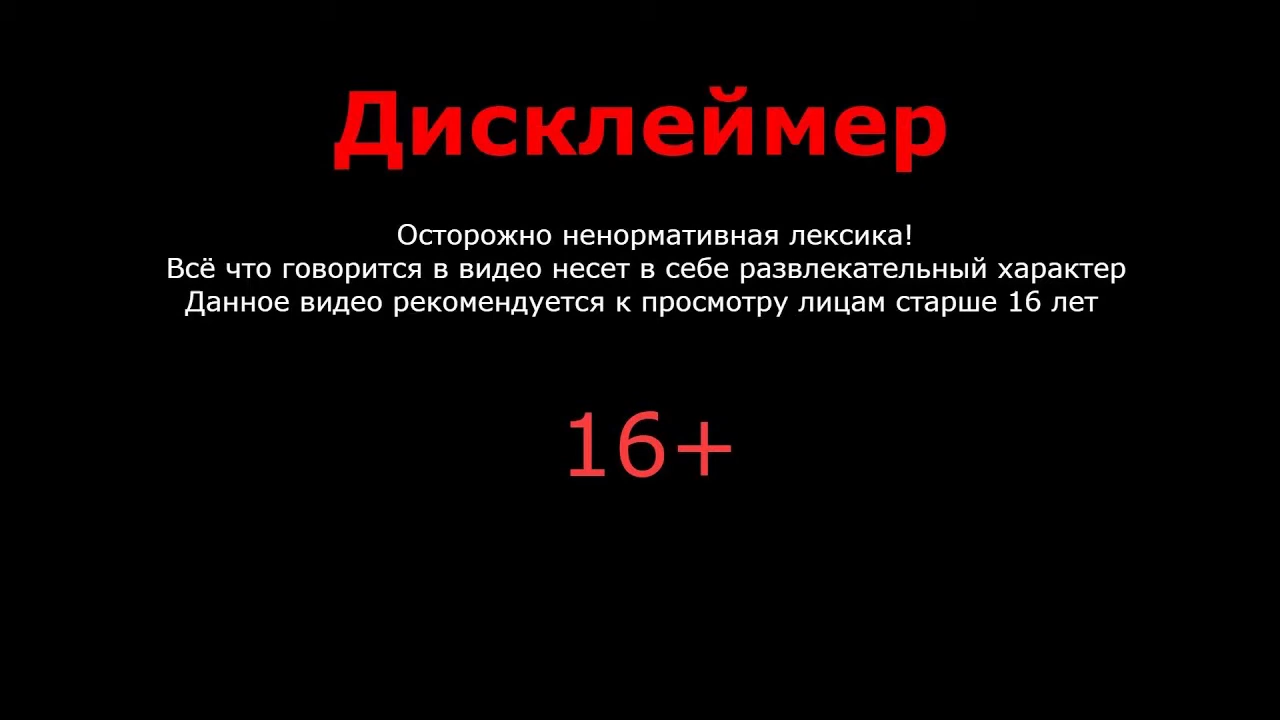 Дисклеймер
Осторожно ненормативная лексика!
Всё что говорится в видео несет в себе развлекательный характер
Данное видео рекомендуется к просмотру лицам старше 16 лет
16+